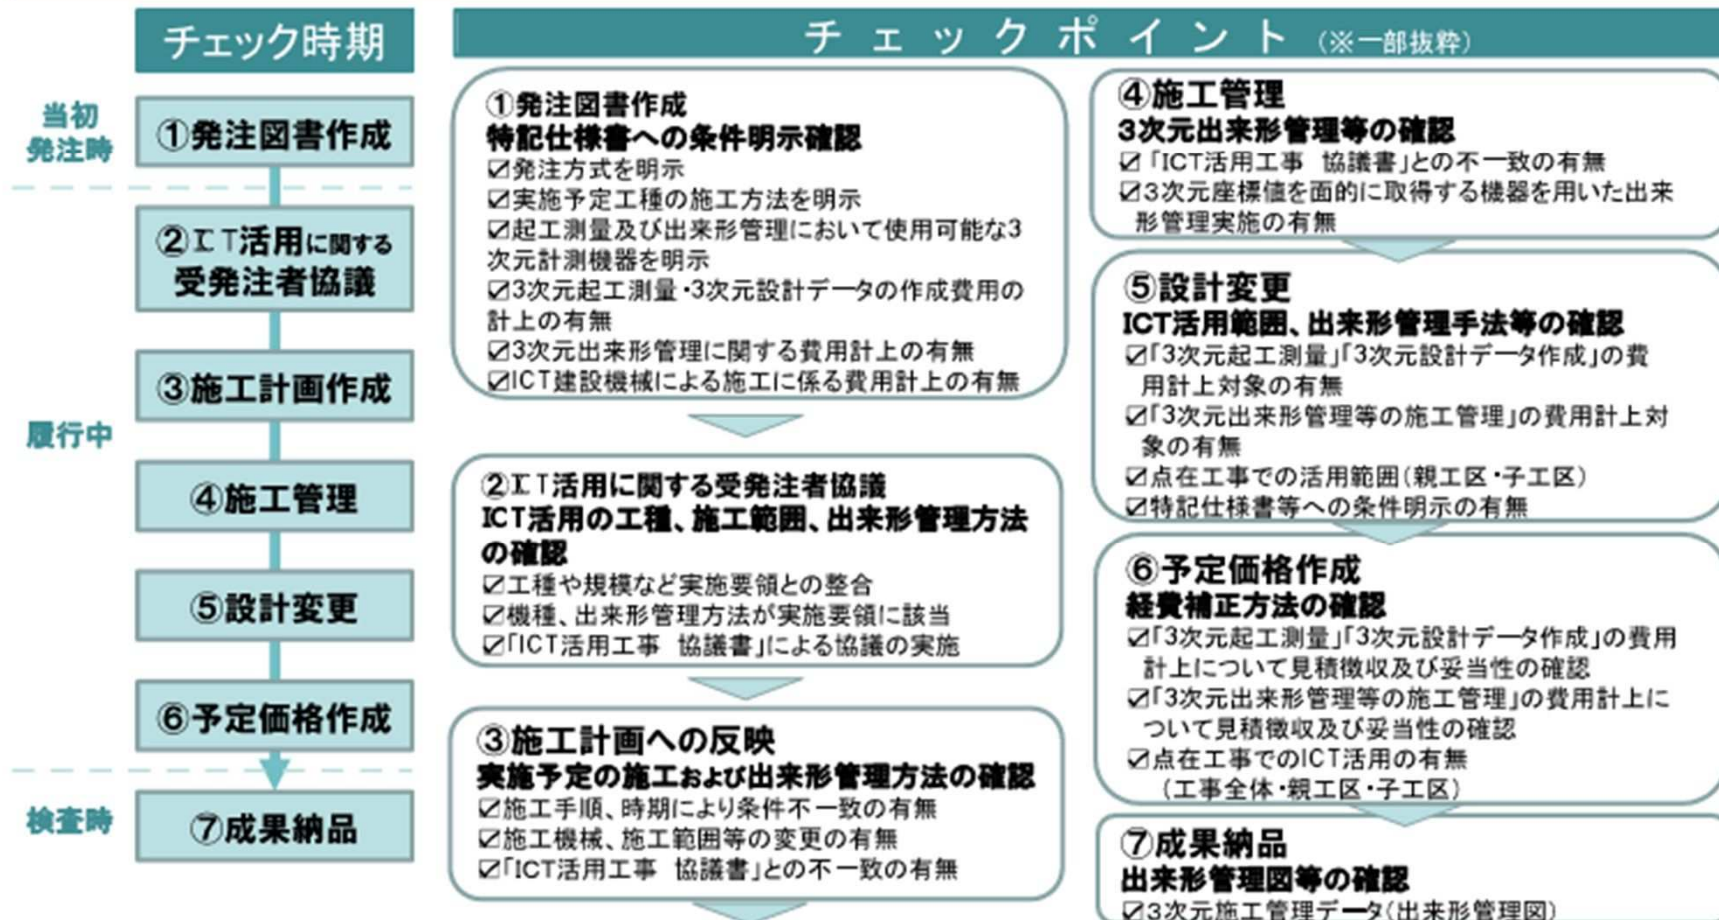 チェック時期
当初
発注時
①発注図書作成
②ICT活用に関する
受発注者協議
③施工計画作成
履行中
④施工管理
⑤設計変更
⑥予定価格作成
検査時
⑦成果納品
チェックポイント(※一部抜粋)
①発注図書作成
特記仕様書への条件明示確認
☑発注方式を明示
☑実施予定工種の施工方法を明示
☑起工測量及び出来形管理において使用可能な3
次元計測機器を明示
☑3次元起工測量・3次元設計データの作成費用の
計上の有無
☑3次元出来形管理に関する費用計上の有無
☑ICT建設機械による施工に係る費用計上の有無
②ICT活用に関する受発注者協議
ICT活用の工種、施工範囲、出来形管理方法
の確認
☑工種や規模など実施要領との整合
☑機種、出来形管理方法が実施要領に該当
☑「ICT活用工事 協議書」による協議の実施
③施工計画への反映
実施予定の施工および出来形管理方法の確認
☑施工手順、時期により条件不一致の有無
☑施工機械、施工範囲等の変更の有無
☑「ICT活用工事 協議書」との不一致の有無
④施工管理
3次元出来形管理等の確認
☑「ICT活用工事 協議書」との不一致の有無
☑3次元座標値を面的に取得する機器を用いた出来
形管理実施の有無
⑤設計変更
ICT活用範囲、出来形管理手法等の確認
☑「3次元起工測量」「3次元設計データ作成」の費
用計上対象の有無
☑「3次元出来形管理等の施工管理」の費用計上対
象の有無
☑点在工事での活用範囲(親工区・子工区)
☑特記仕様書等への条件明示の有無
⑥予定価格作成
経費補正方法の確認
☑「3次元起工測量」「3次元設計データ作成」の費用
計上について見積徴収及び妥当性の確認
☑「3次元出来形管理等の施工管理」の費用計上に
ついて見積徴収及び妥当性の確認
☑点在工事でのICT活用の有無
(工事全体・親工区・子工区)
⑦成果納品
出来形管理図等の確認
☑3次元施工管理データ(出来形管理図)